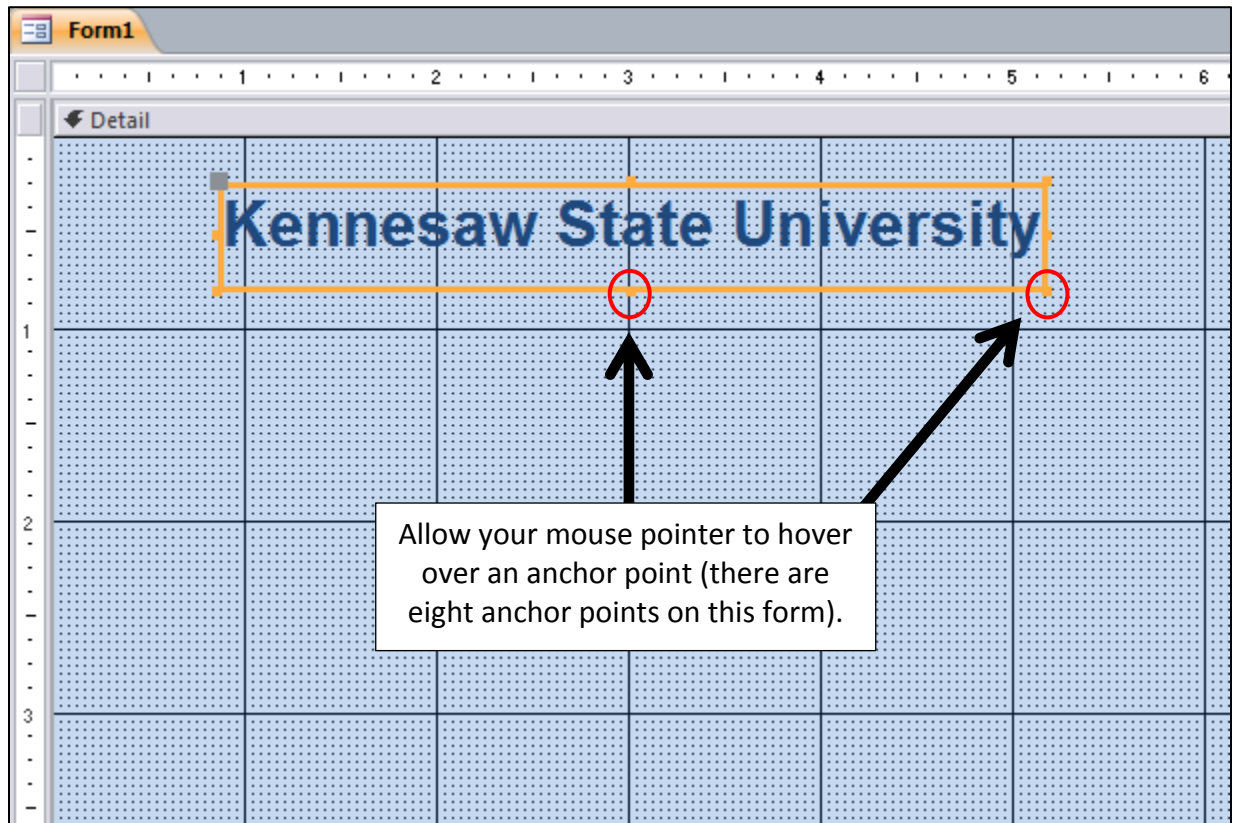 Form1
1 2 3 4 5 6
Detail
Kennesaw State University
1
Allow your mouse pointer to hover
over an anchor point (there are
eight anchor points on this form).
2
3